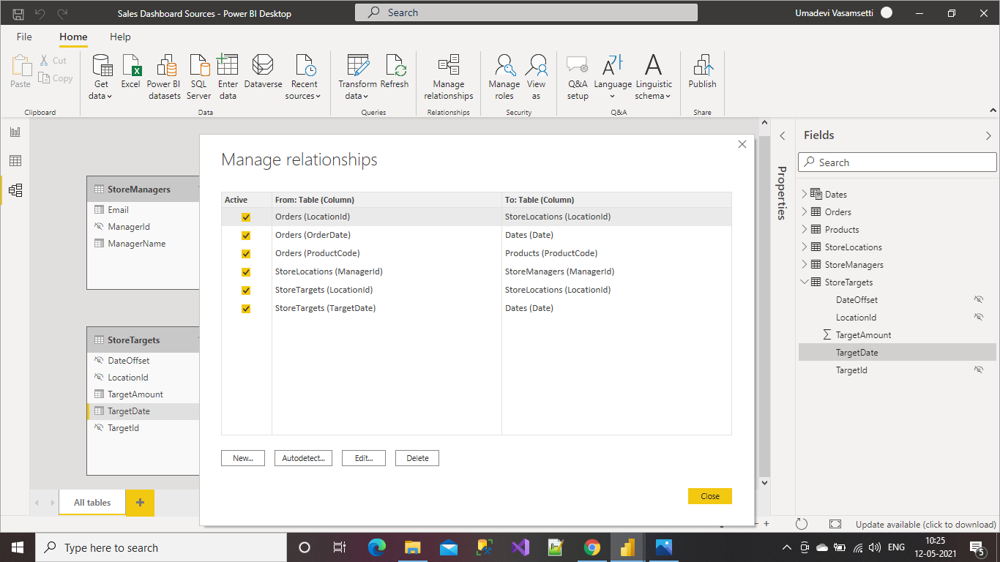 Sales Dashboard Sources - Power BI Desktop
Search
Umadevi Vasamsetti
File
Home
Help
Paste
Cut
Copy
Get data
Excel
Power BI datasets
SQL Server
Enter data
Dataverse
Recent sources
Transform data
Refresh
Manage relationships
Manage roles
View as
Q&A setup
Language
Linguistic schema
Publish
Clipboard
Data
Queries
Relationships
Security
Q&A
Share
StoreManagers
Email
ManagerId
ManagerName
StoreTargets
DateOffset
LocationId
TargetAmount
TargetDate
TargetId
Manage relationships
Active From: Table (Column) To: Table (Column)
Orders (LocationId) StoreLocations (LocationId)
Orders (OrderDate) Dates (Date)
Orders (ProductCode) Products (ProductCode)
StoreLocations (ManagerId) StoreManagers (ManagerId)
StoreTargets (LocationId) StoreLocations (LocationId)
StoreTargets (TargetDate) Dates (Date)
New... Autodetect... Edit... Delete
Close
Properties
Fields
Search
Dates
Orders
Products
StoreLocations
StoreManagers
StoreTargets
DateOffset
LocationId
TargetAmount
TargetDate
TargetId
All tables
Update available (click to download)
Type here to search
ENG
10:25
12-05-2021
5